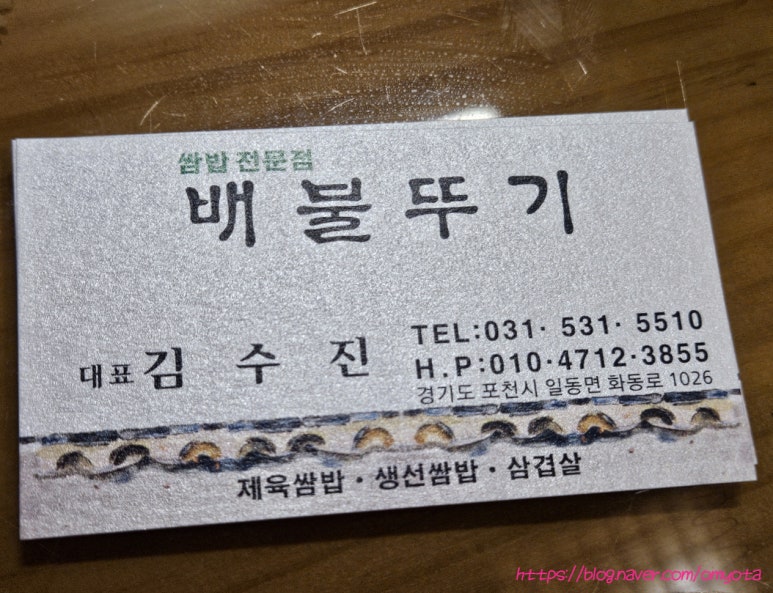 쌈밥 전문점
배불뚜기
대표 김수진
TEL:031· 531· 5510
H.P:010·4712·3855
경기도 포천시 일동면 화동로 1026
제육쌈밥 · 생선쌈밥 · 삼겹살
https://blog.naver.com/omyota